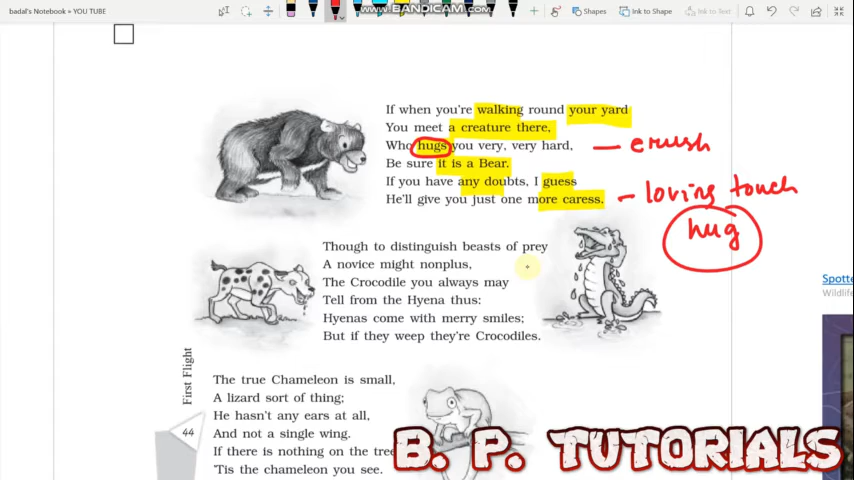 badal's Notebook » YOU TUBE
www.BANDICAM.com
Shapes
Ink to Shape
Ink to Text
If when you're walking round your yard
You meet a creature there,
Who hugs you very, very hard,
Be sure it is a Bear.
If you have any doubts, I guess
He'll give you just one more caress.
— crush
— loving touch
hug
Though to distinguish beasts of prey
A novice might nonplus,
The Crocodile you always may
Tell from the Hyena thus:
Hyenas come with merry smiles;
But if they weep they're Crocodiles.
Spotte
Wildlife
The true Chameleon is small,
A lizard sort of thing;
He hasn't any ears at all,
And not a single wing.
If there is nothing on the tree
'Tis the chameleon you see.
First Flight
44
B. P. TUTORIALS